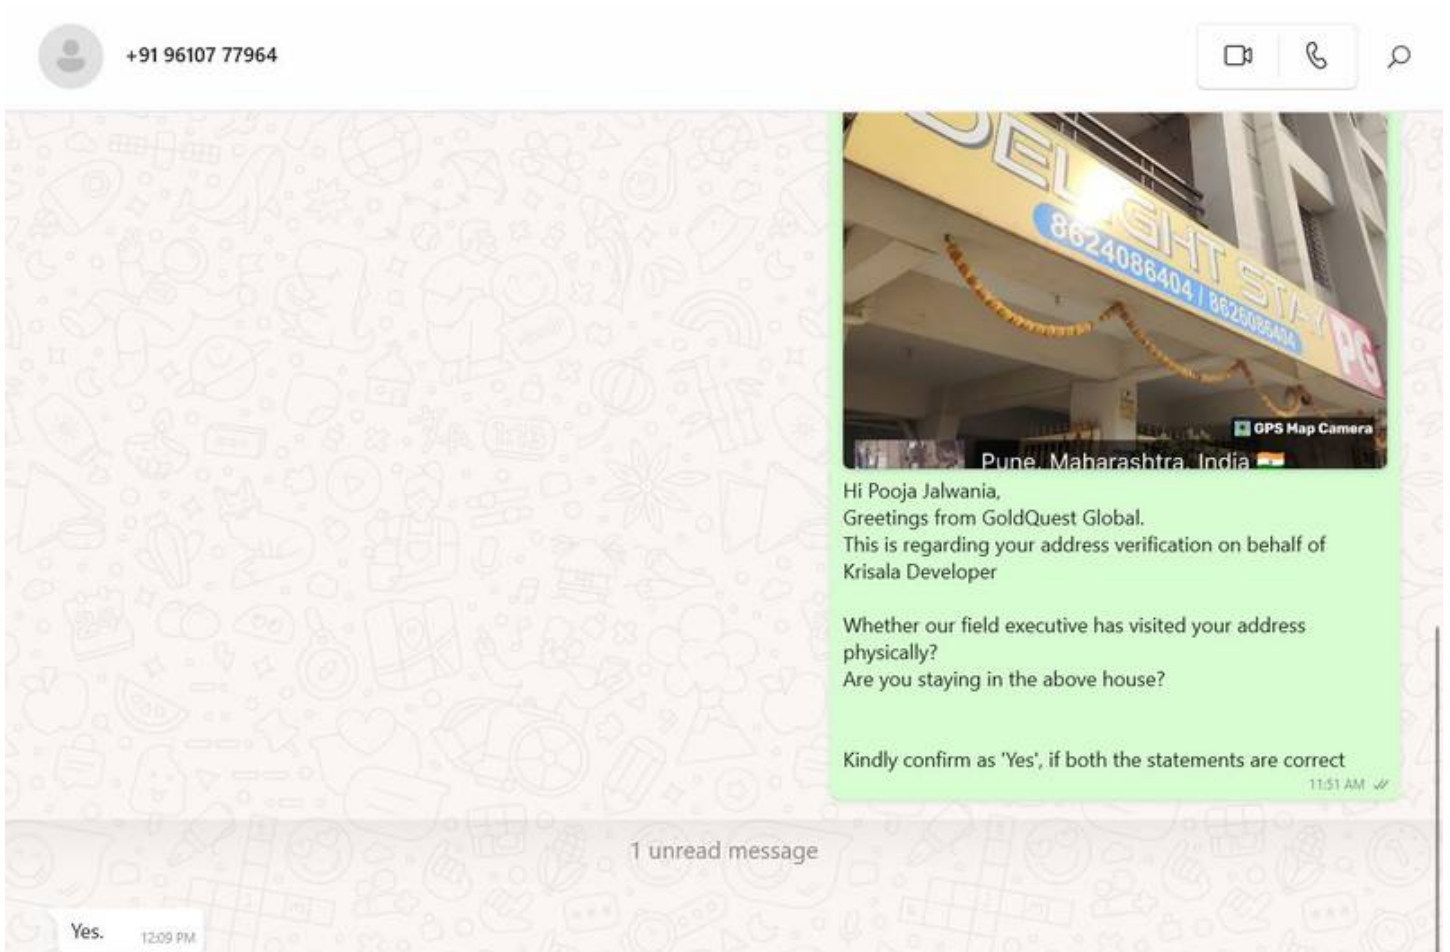 +91 96107 77964
DELIGHT STAY
8624086404 / 8626086404
PG
GPS Map Camera
Pune, Maharashtra, India
Hi Pooja Jalwania,
Greetings from GoldQuest Global.
This is regarding your address verification on behalf of
Krisala Developer
Whether our field executive has visited your address
physically?
Are you staying in the above house?
Kindly confirm as 'Yes', if both the statements are correct
11:51 AM
1 unread message
Yes.
12:09 PM